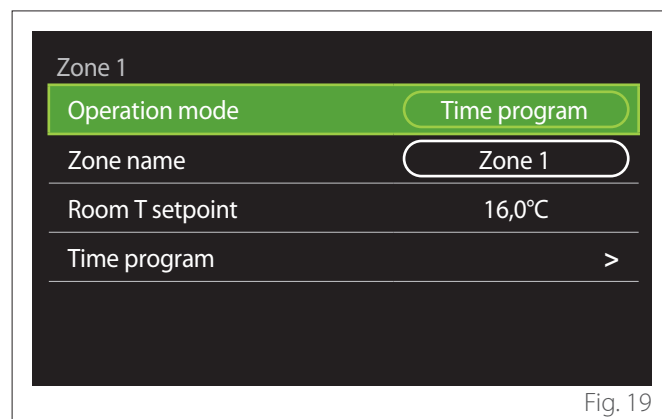 Zone 1
Operation mode Time program
Zone name Zone 1
Room T setpoint 16,0°C
Time program >
Fig. 19